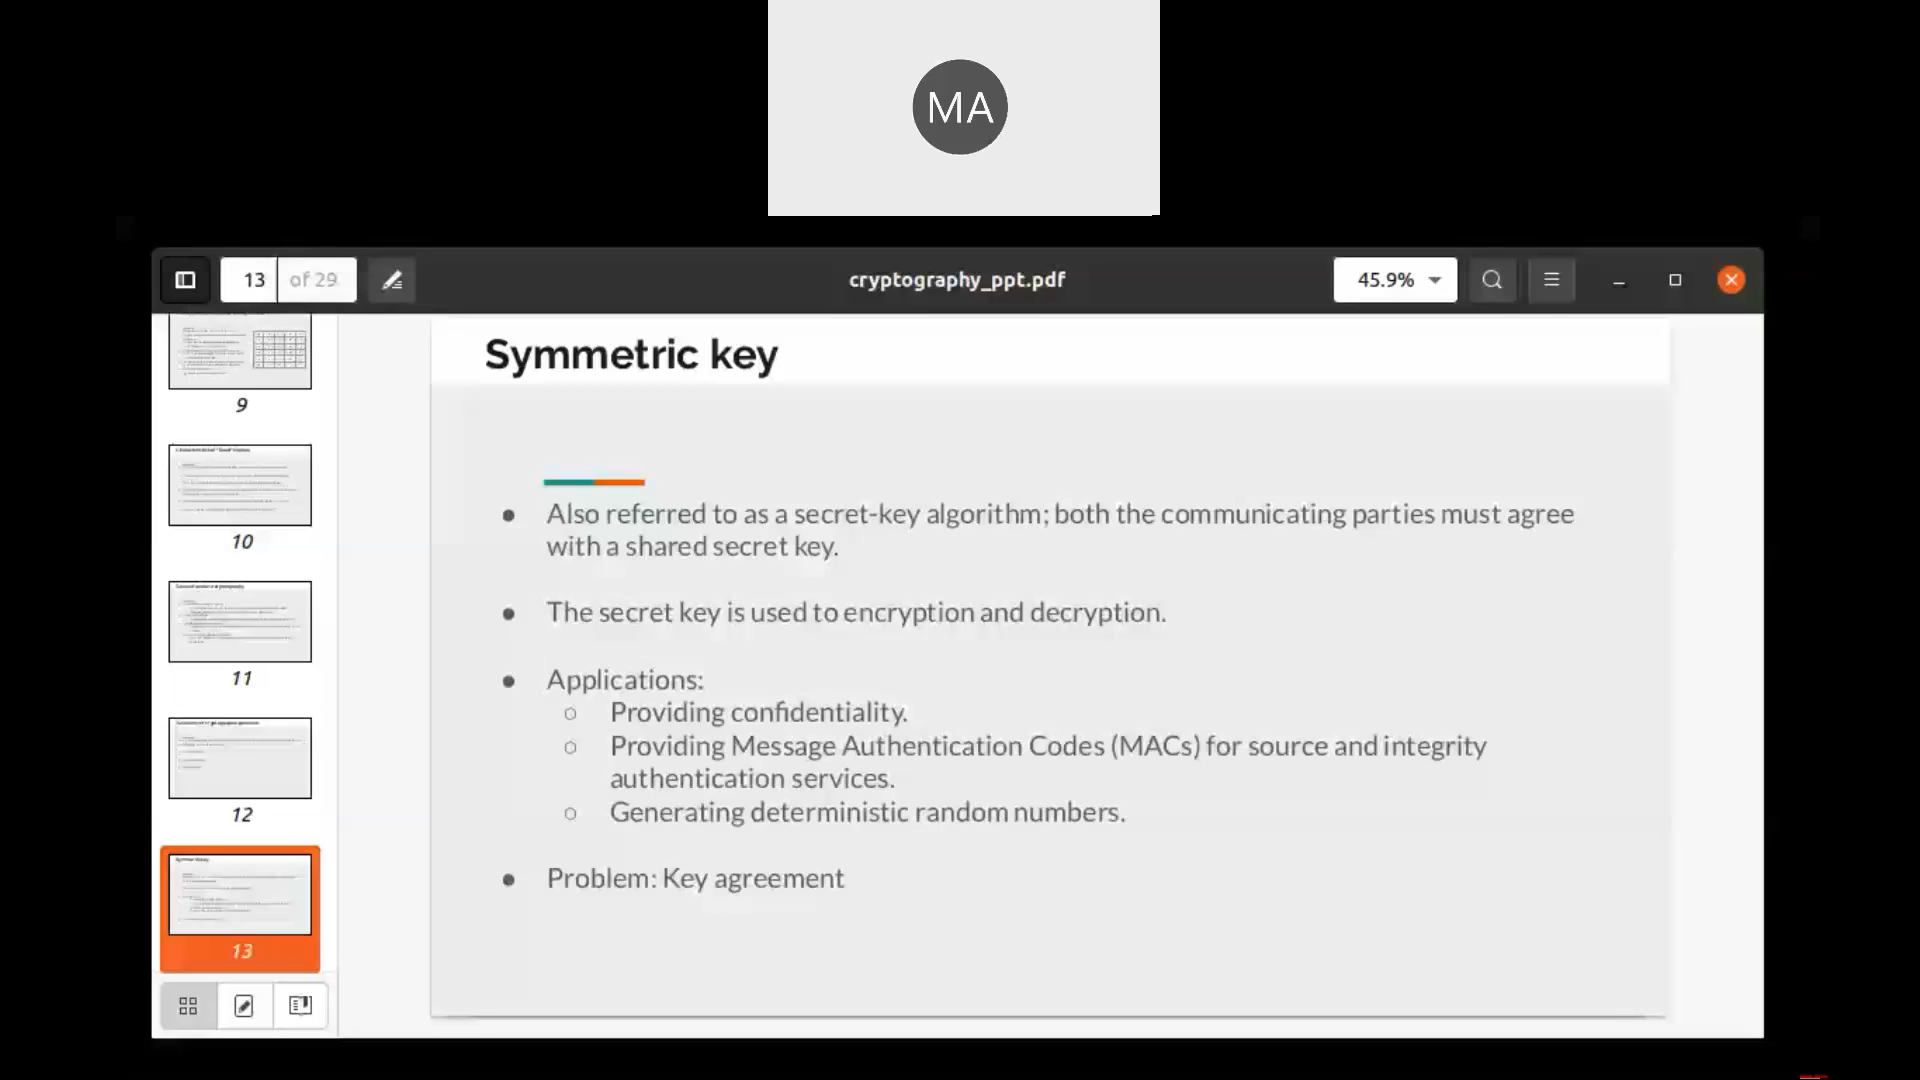 MA
13 of 29
cryptography_ppt.pdf
45.9%
9
10
11
12
13
Symmetric key
● Also referred to as a secret-key algorithm; both the communicating parties must agree
with a shared secret key.
● The secret key is used to encryption and decryption.
● Applications:
○ Providing confidentiality.
○ Providing Message Authentication Codes (MACs) for source and integrity
authentication services.
○ Generating deterministic random numbers.
● Problem: Key agreement